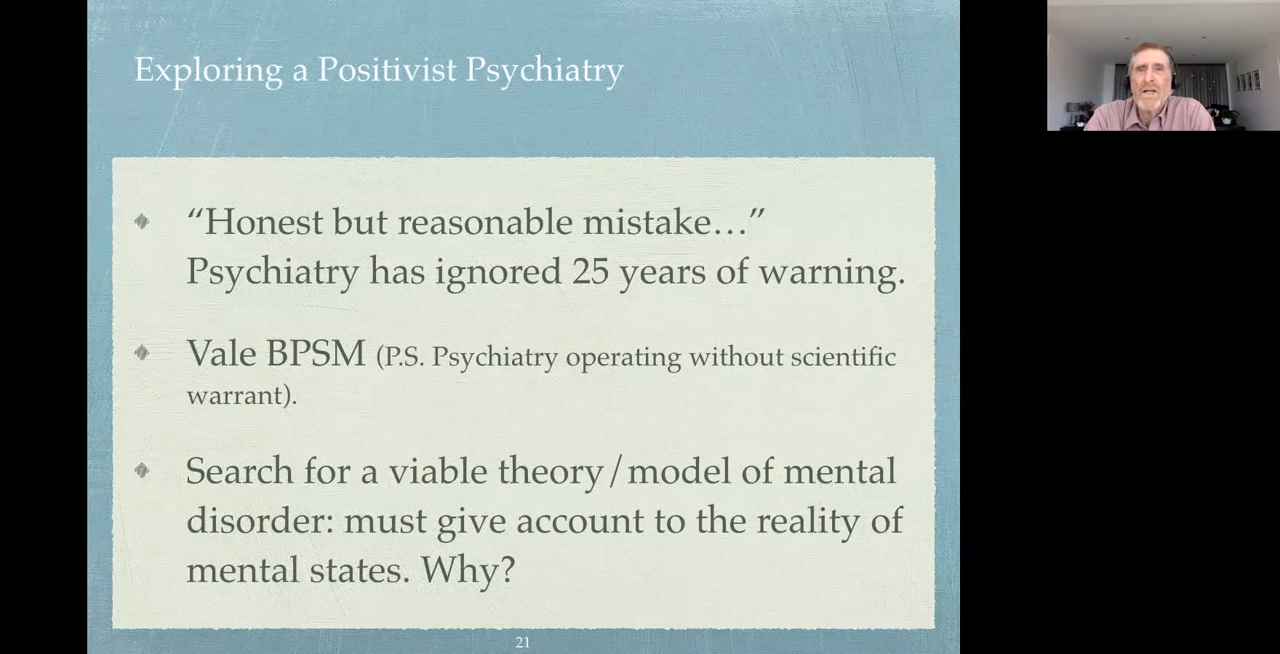 Exploring a Positivist Psychiatry
“Honest but reasonable mistake…”
Psychiatry has ignored 25 years of warning.
Vale BPSM (P.S. Psychiatry operating without scientific
warrant).
Search for a viable theory/model of mental
disorder: must give account to the reality of
mental states. Why?
21